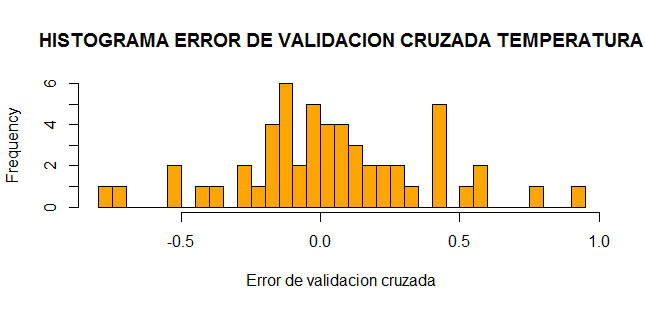 HISTOGRAMA ERROR DE VALIDACION CRUZADA TEMPERATURA
Frequency
6
4
2
0
-0.5 0.0 0.5 1.0
Error de validacion cruzada